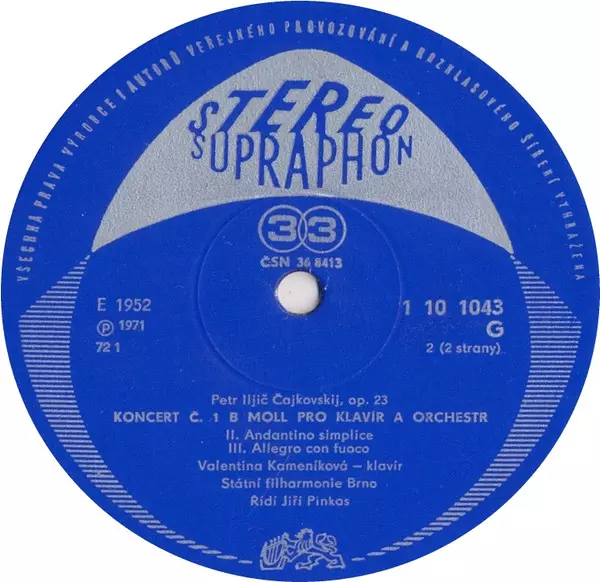 VŠECHNA PRÁVA VÝROBCE I AUTORŮ VEŘEJNÉHO PROVOZOVÁNÍ A ROZHLASOVÉHO ŠÍŘENÍ VYHRAŽENA
STEREO
SUPRAPHON
33
ČSN 36 8413
E 1952
Ⓟ 1971
72 1
1 10 1043
G
2 (2 strany)
Petr Iljič Čajkovskij, op. 23
KONCERT Č. 1 B MOLL PRO KLAVÍR A ORCHESTR
II. Andantino simplice
III. Allegro con fuoco
Valentina Kameníková – klavír
Státní filharmonie Brno
Řídí Jiří Pinkas